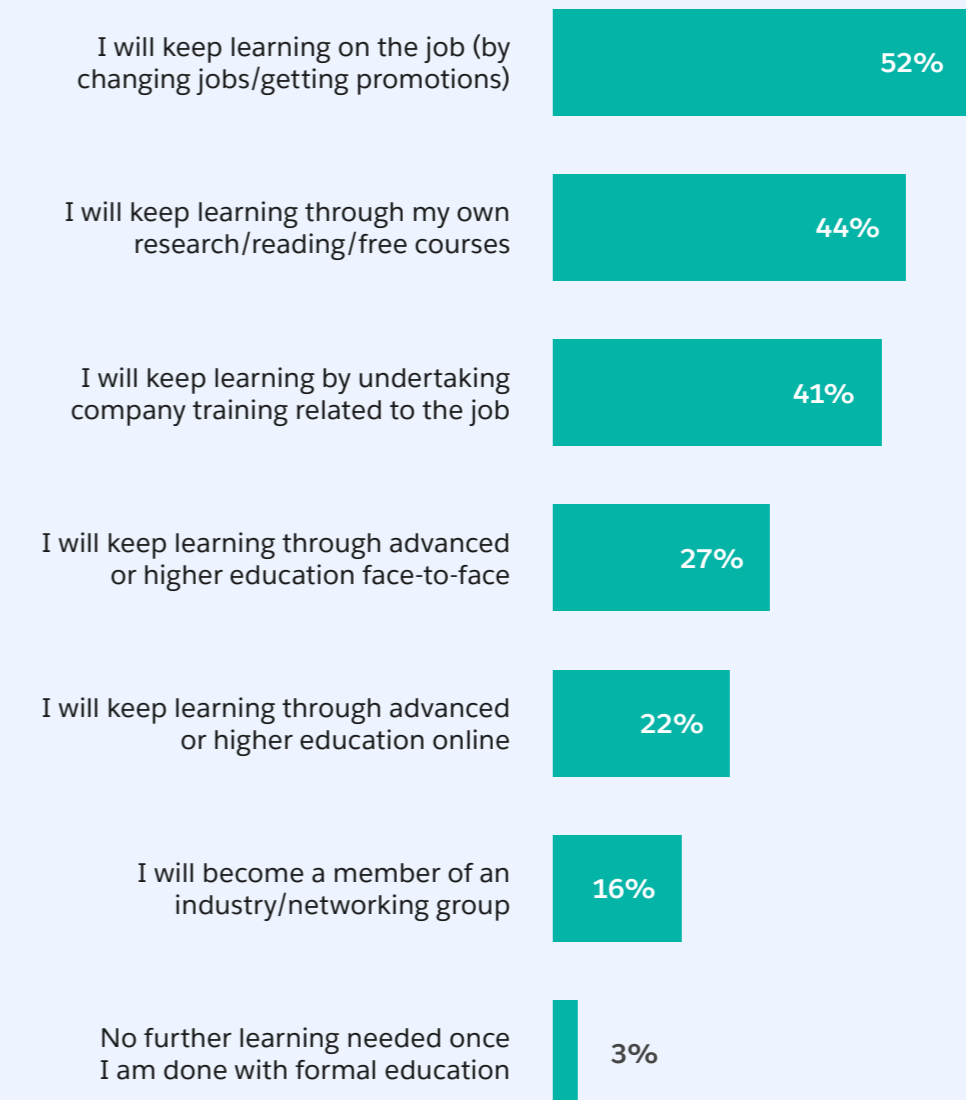 I will keep learning on the job (by
changing jobs/getting promotions)
52%
I will keep learning through my own
research/reading/free courses
44%
I will keep learning by undertaking
company training related to the job
41%
I will keep learning through advanced
or higher education face-to-face
27%
I will keep learning through advanced
or higher education online
22%
I will become a member of an
industry/networking group
16%
No further learning needed once
I am done with formal education
3%